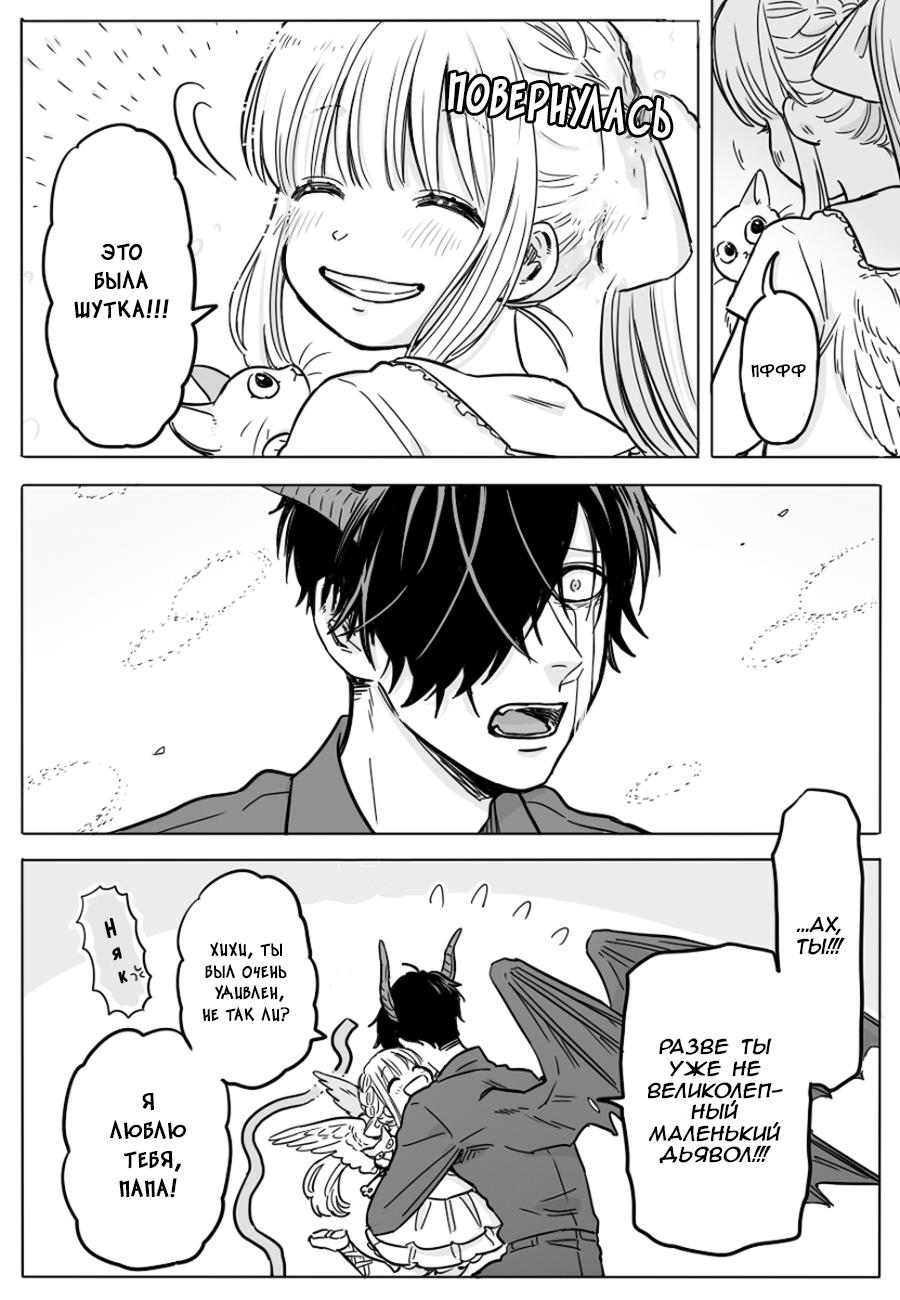 ПФФФ
ПОВЕРНУЛАСЬ
ЭТО
БЫЛА
ШУТКА!!!
...АХ,
ТЫ!!!
РАЗВЕ ТЫ
УЖЕ НЕ
ВЕЛИКОЛЕП-
НЫЙ
МАЛЕНЬКИЙ
ДЬЯВОЛ!!!
ХИХИ, ТЫ
БЫЛ ОЧЕНЬ
УДИВЛЕН,
НЕ ТАК ЛИ?
Я
ЛЮБЛЮ
ТЕБЯ,
ПАПА!
Н
я
к